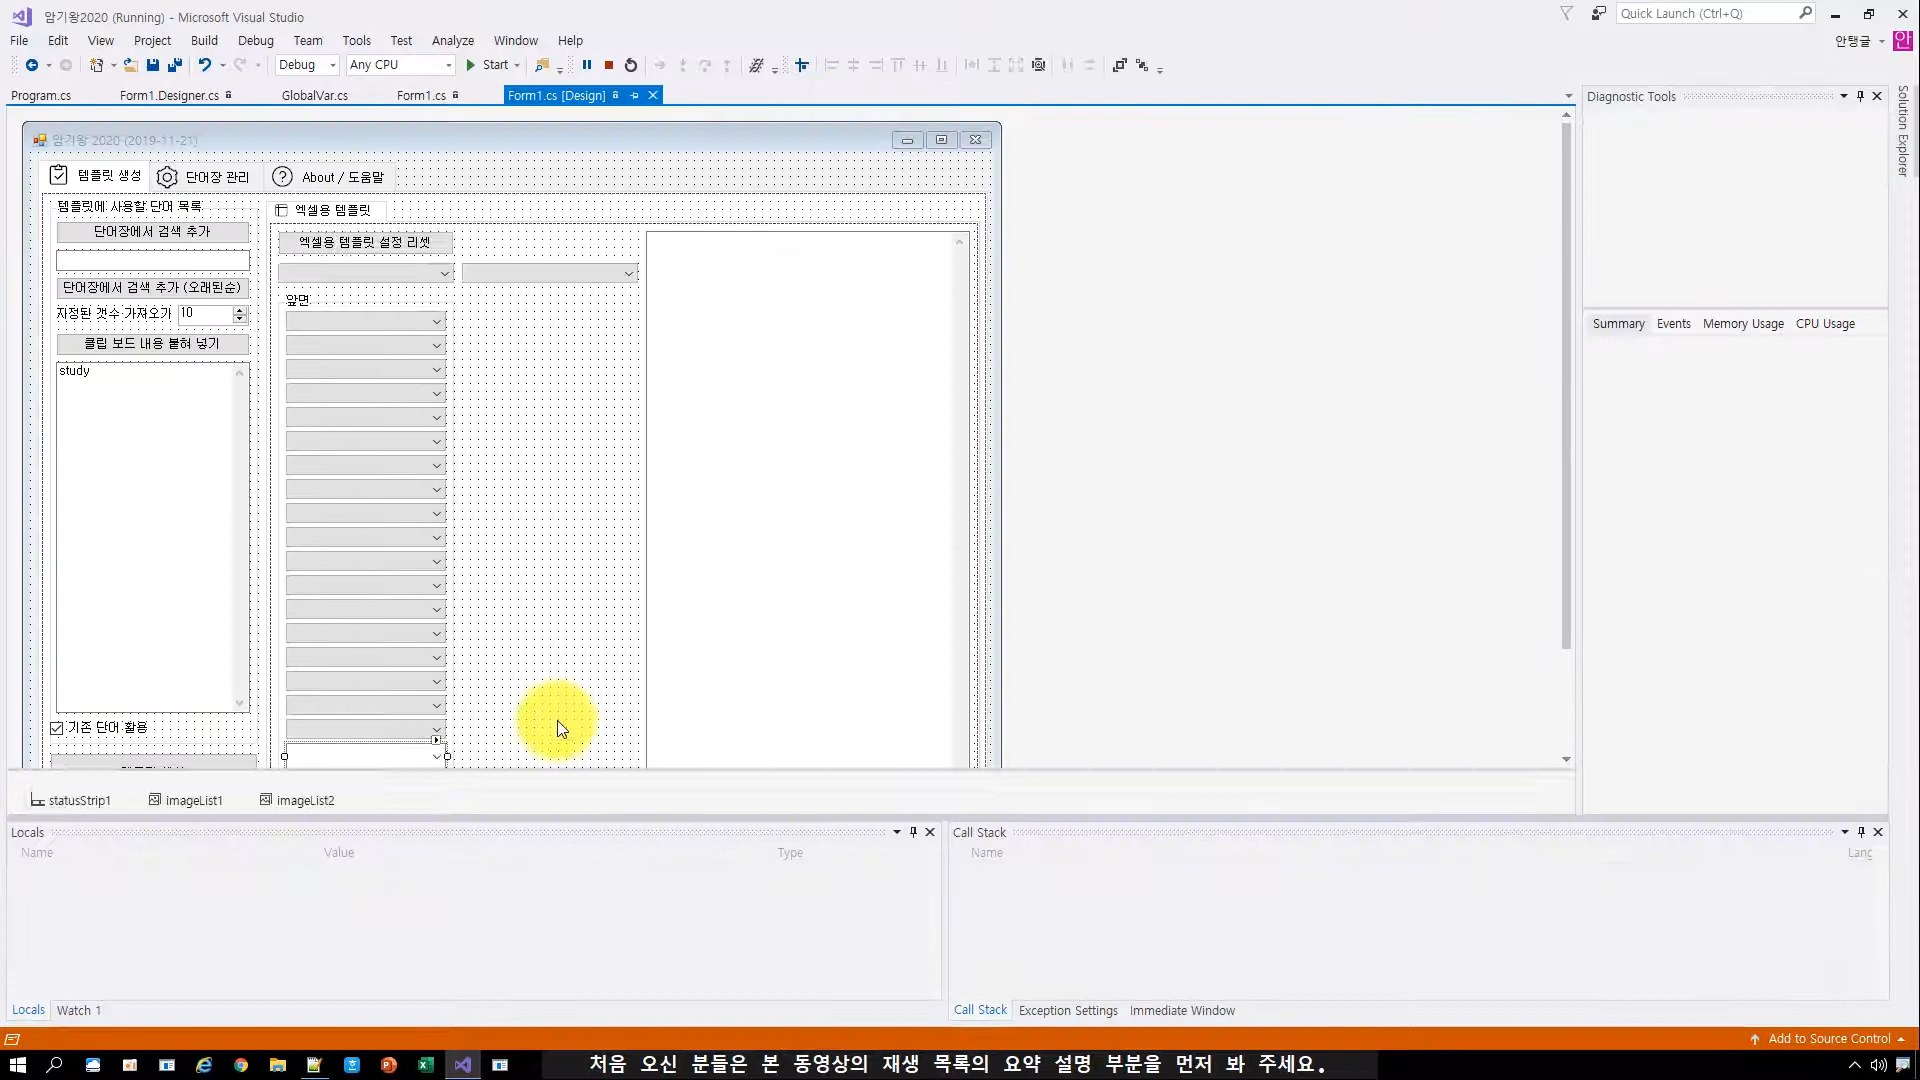 암기왕2020 (Running) - Microsoft Visual Studio
Quick Launch (Ctrl+Q)
File Edit View Project Build Debug Team Tools Test Analyze Window Help
안탱글 안
Debug Any CPU Start
Program.cs Form1.Designer.cs GlobalVar.cs Form1.cs Form1.cs [Design]
Diagnostic Tools
Solution Explorer
암기왕 2020 (2019-11-21)
템플릿 생성 단어장 관리 About / 도움말
템플릿에 사용할 단어 목록
엑셀용 템플릿
단어장에서 검색 추가
엑셀용 템플릿 설정 리셋
단어장에서 검색 추가 (오래된순)
앞면
지정된 갯수 가져오기 10
클립 보드 내용 붙혀 넣기
study
기존 단어 활용
Summary Events Memory Usage CPU Usage
statusStrip1 imageList1 imageList2
Locals
Name Value Type
Call Stack
Name Lang
Locals Watch 1
Call Stack Exception Settings Immediate Window
Add to Source Control
처음 오신 분들은 본 동영상의 재생 목록의 요약 설명 부분을 먼저 봐 주세요.